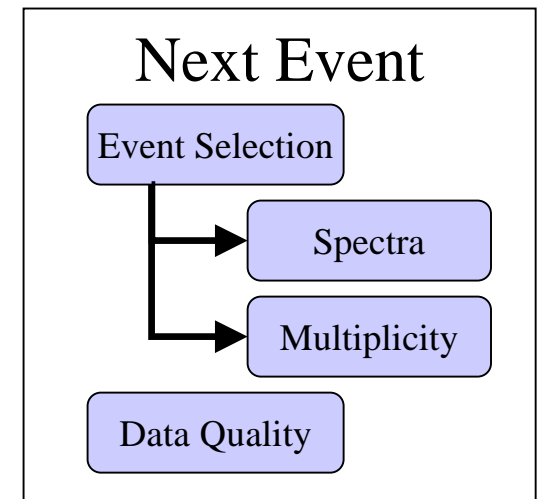 Next Event
Event Selection
Spectra
Multiplicity
Data Quality